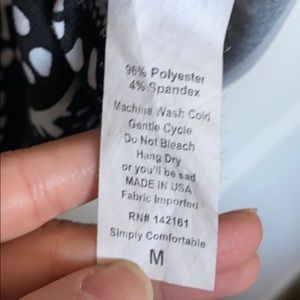 96% Polyester
4% Spandex
Machine Wash Cold
Gentle Cycle
Do Not Bleach
Hang Dry
or you'll be sad
MADE IN USA
Fabric Imported
RN# 142161
Simply Comfortable
M